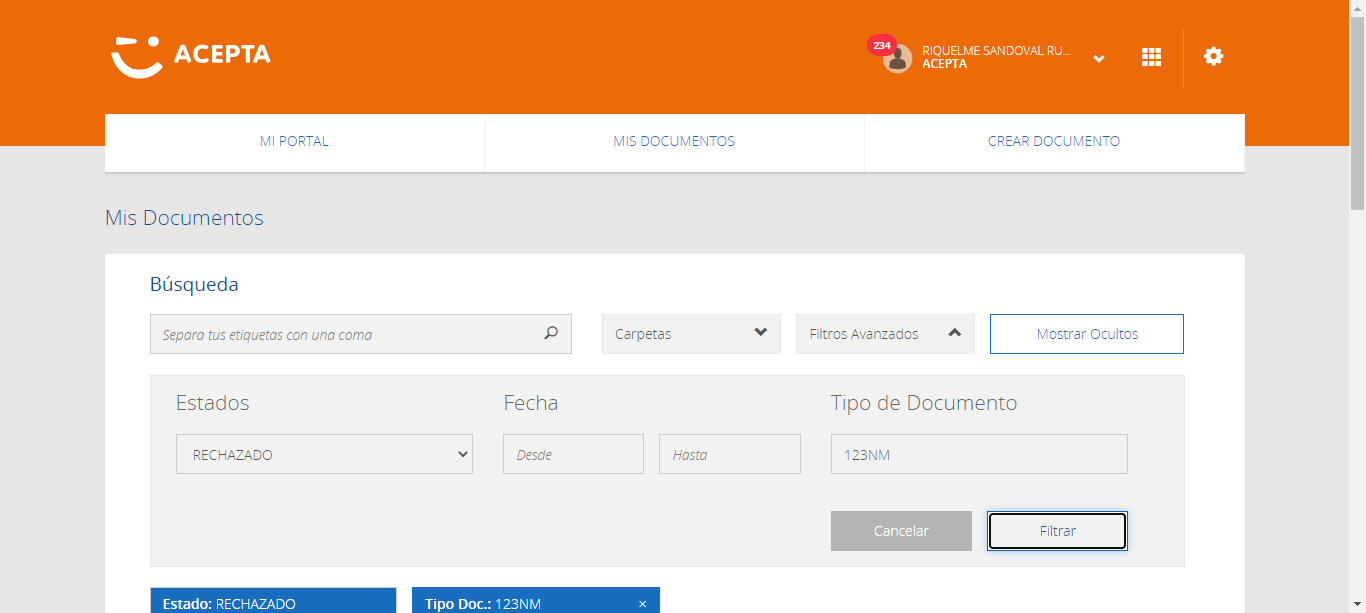 ACEPTA
234
RIQUELME SANDOVAL RU...
ACEPTA
MI PORTAL
MIS DOCUMENTOS
CREAR DOCUMENTO
Mis Documentos
Búsqueda
Separa tus etiquetas con una coma
Carpetas
Filtros Avanzados
Mostrar Ocultos
Estados
Fecha
Tipo de Documento
RECHAZADO
Desde
Hasta
123NM
Cancelar
Filtrar
Estado: RECHAZADO
Tipo Doc.: 123NM ×